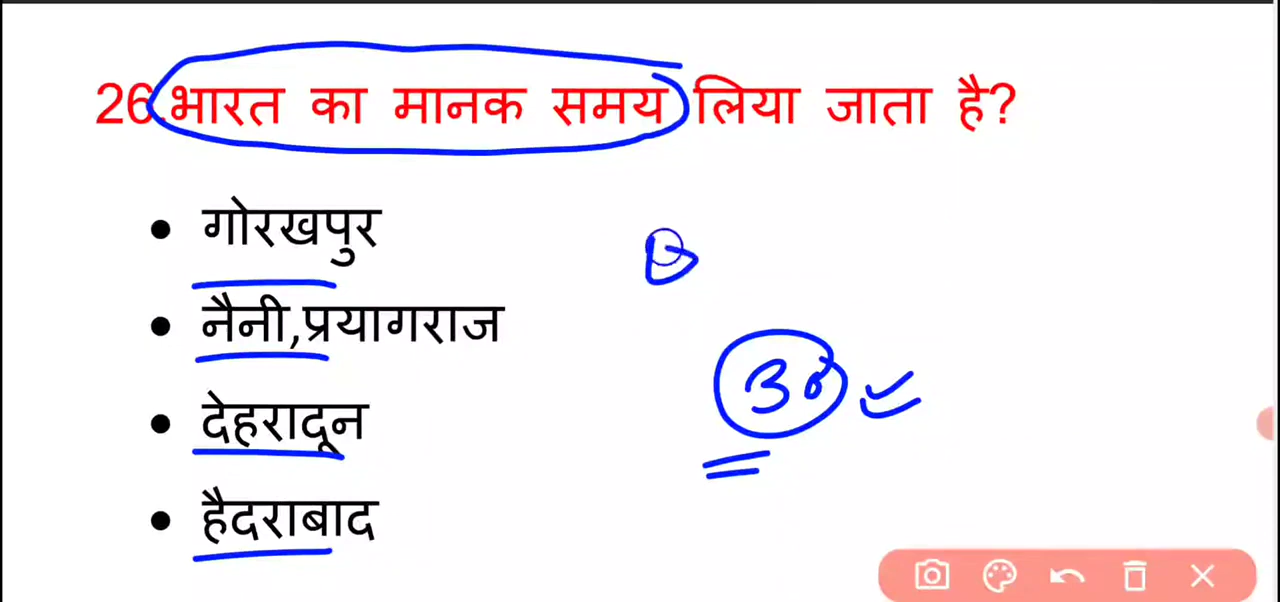 26.भारत का मानक समय लिया जाता है?
• गोरखपुर
• नैनी,प्रयागराज
• देहरादून
• हैदराबाद